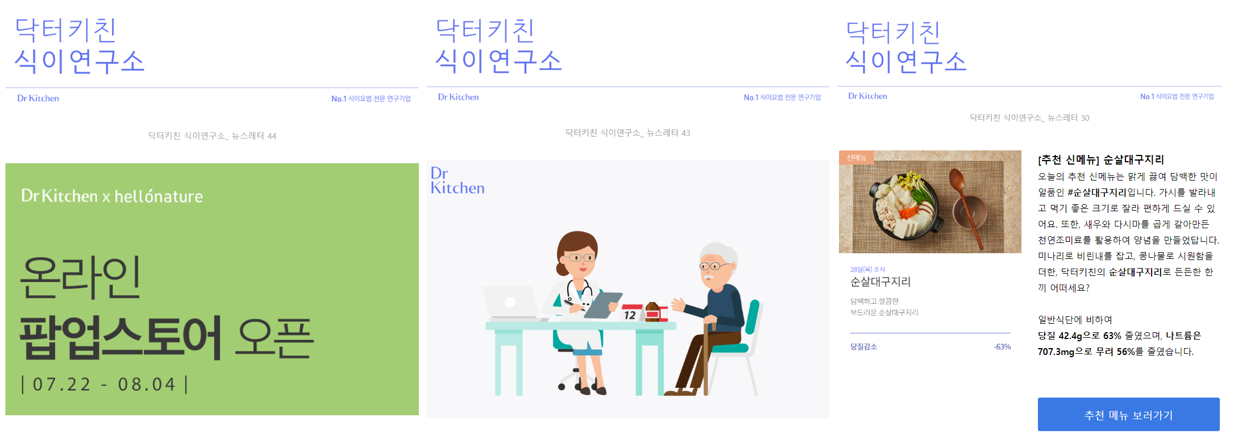 닥터키친
식이연구소
Dr Kitchen
No.1 식이요법 전문 연구기업
닥터키친 식이연구소_ 뉴스레터 44
Dr Kitchen x hellónature
온라인
팝업스토어 오픈
| 07.22 - 08.04 |
닥터키친
식이연구소
Dr Kitchen
No.1 식이요법 전문 연구기업
닥터키친 식이연구소_ 뉴스레터 43
Dr
Kitchen
12
닥터키친
식이연구소
Dr Kitchen
No.1 식이요법 전문 연구기업
닥터키친 식이연구소_ 뉴스레터 30
신메뉴
28일(목) 조식
순살대구지리
담백하고 깔끔한
부드러운 순살대구지리
당질감소 -63%
[추천 신메뉴] 순살대구지리
오늘의 추천 신메뉴는 맑게 끓여 담백한 맛이
일품인 #순살대구지리입니다. 가시를 발라내
고 먹기 좋은 크기로 잘라 편하게 드실 수 있
어요. 또한, 새우와 다시마를 곱게 갈아만든
천연조미료를 활용하여 양념을 만들었답니다.
미나리로 비린내를 잡고, 콩나물로 시원함을
더한, 닥터키친의 순살대구지리로 든든한 한
끼 어떠세요?
일반식단에 비하여
당질 42.4g으로 63% 줄였으며, 나트륨은
707.3mg으로 무려 56%를 줄였습니다.
추천 메뉴 보러가기